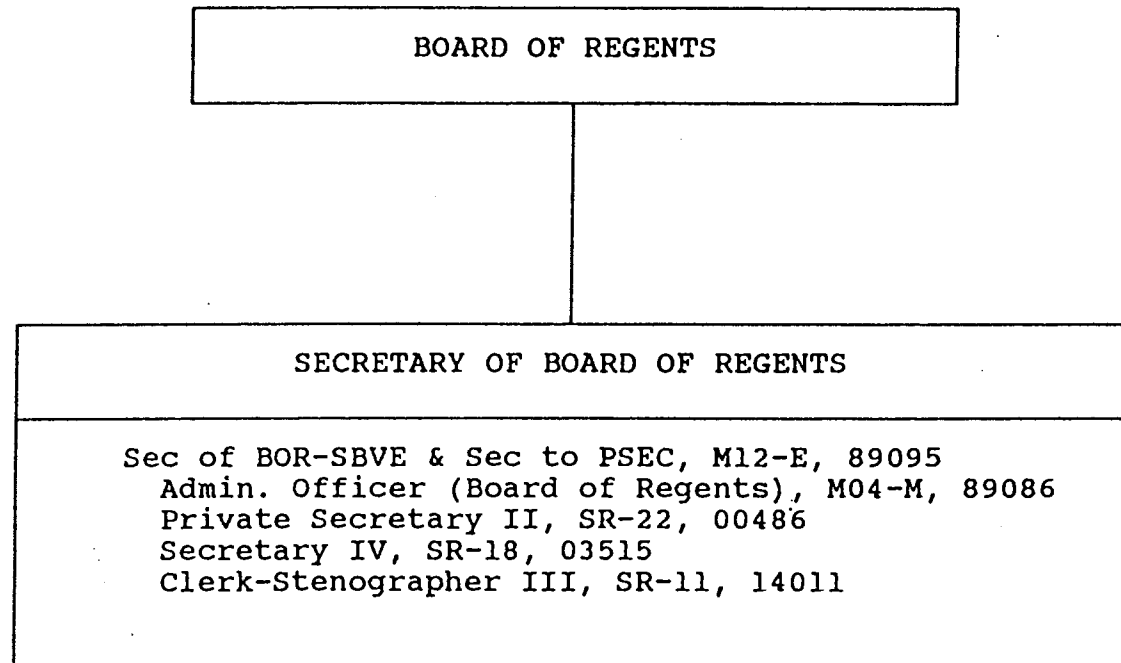 BOARD OF REGENTS
SECRETARY OF BOARD OF REGENTS
Sec of BOR-SBVE & Sec to PSEC, M12-E, 89095
Admin. Officer (Board of Regents), M04-M, 89086
Private Secretary II, SR-22, 00486
Secretary IV, SR-18, 03515
Clerk-Stenographer III, SR-11, 14011